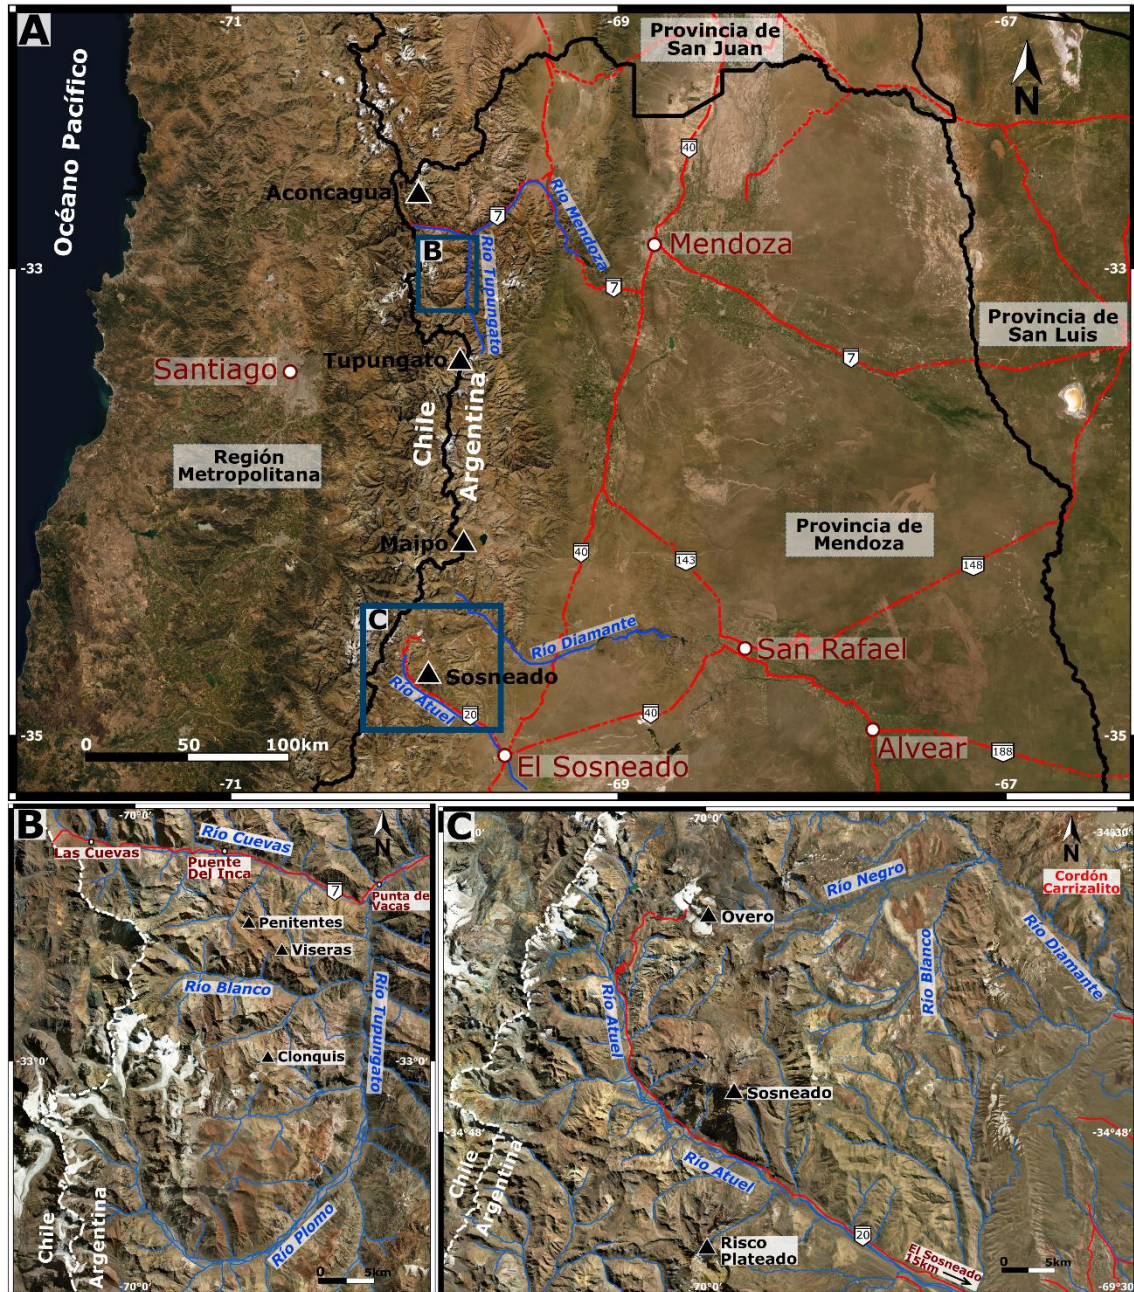 A
-71
-69
-67
Provincia de
San Juan
N
Océano Pacífico
Aconcagua
40
7
Río Mendoza
Río Tupungato
B
Mendoza
-33
-33
7
Provincia de
San Luis
Tupungato
7
Santiago
Chile
Argentina
Región
Metropolitana
Provincia de
Mendoza
Maipo
40
143
148
C
Río Diamante
San Rafael
Sosneado
Río Atuel
20
40
-35
-35
0
50
100km
El Sosneado
Alvear
188
-71
-69
-67
B
-70°0'
N
Río Cuevas
Las Cuevas
Puente
Del Inca
7
Punta de
Vacas
Penitentes
Viseras
Río Blanco
Río Tupungato
-33°0'
-33°0'
Clonquis
Chile
Argentina
Río Plomo
0
5km
-70°0'
C
-70°0'
-34°30'
N
Cordón
Carrizalito
Río Negro
Overo
Río Diamante
Río Blanco
Río Atuel
Sosneado
-34°48'
-34°48'
Chile
Argentina
Río Atuel
20
Risco
Plateado
El Sosneado
15km
0
5km
-70°0'
-69°30'